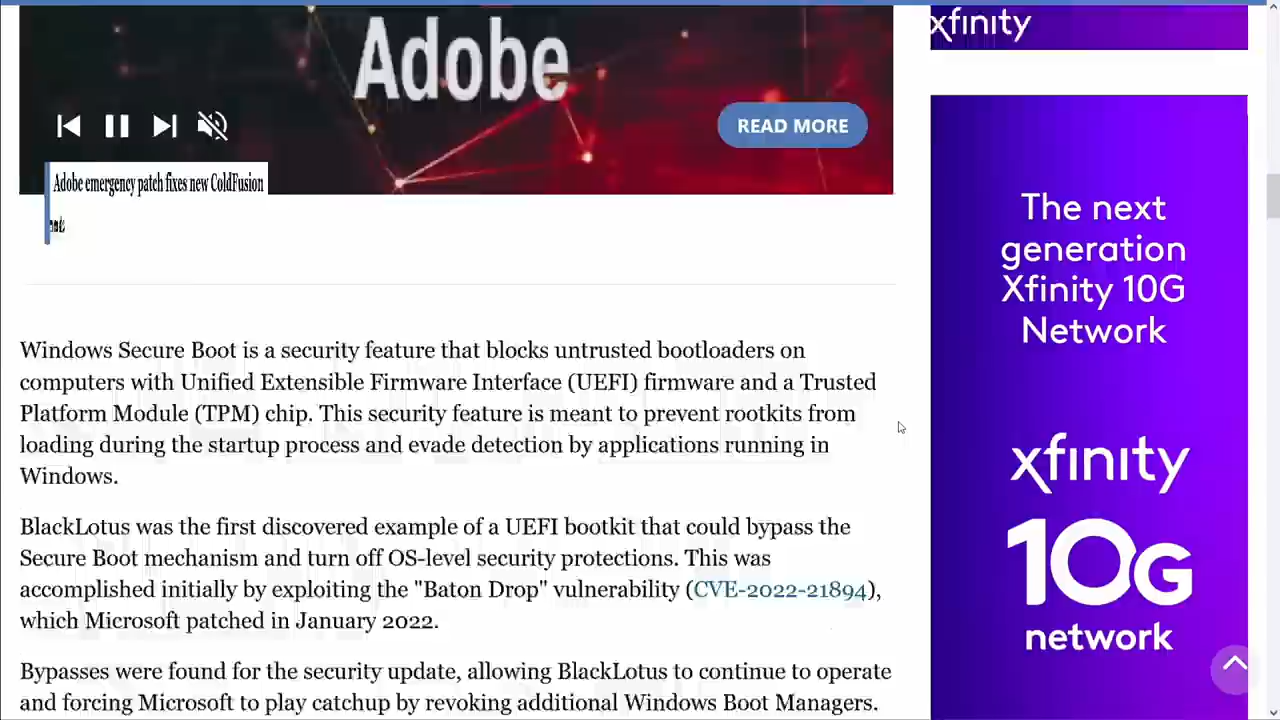 Adobe
READ MORE
Adobe emergency patch fixes new ColdFusion
Windows Secure Boot is a security feature that blocks untrusted bootloaders on
computers with Unified Extensible Firmware Interface (UEFI) firmware and a Trusted
Platform Module (TPM) chip. This security feature is meant to prevent rootkits from
loading during the startup process and evade detection by applications running in
Windows.
BlackLotus was the first discovered example of a UEFI bootkit that could bypass the
Secure Boot mechanism and turn off OS-level security protections. This was
accomplished initially by exploiting the "Baton Drop" vulnerability (CVE-2022-21894),
which Microsoft patched in January 2022.
Bypasses were found for the security update, allowing BlackLotus to continue to operate
and forcing Microsoft to play catchup by revoking additional Windows Boot Managers.
xfinity
The next
generation
Xfinity 10G
Network
xfinity
10G
network